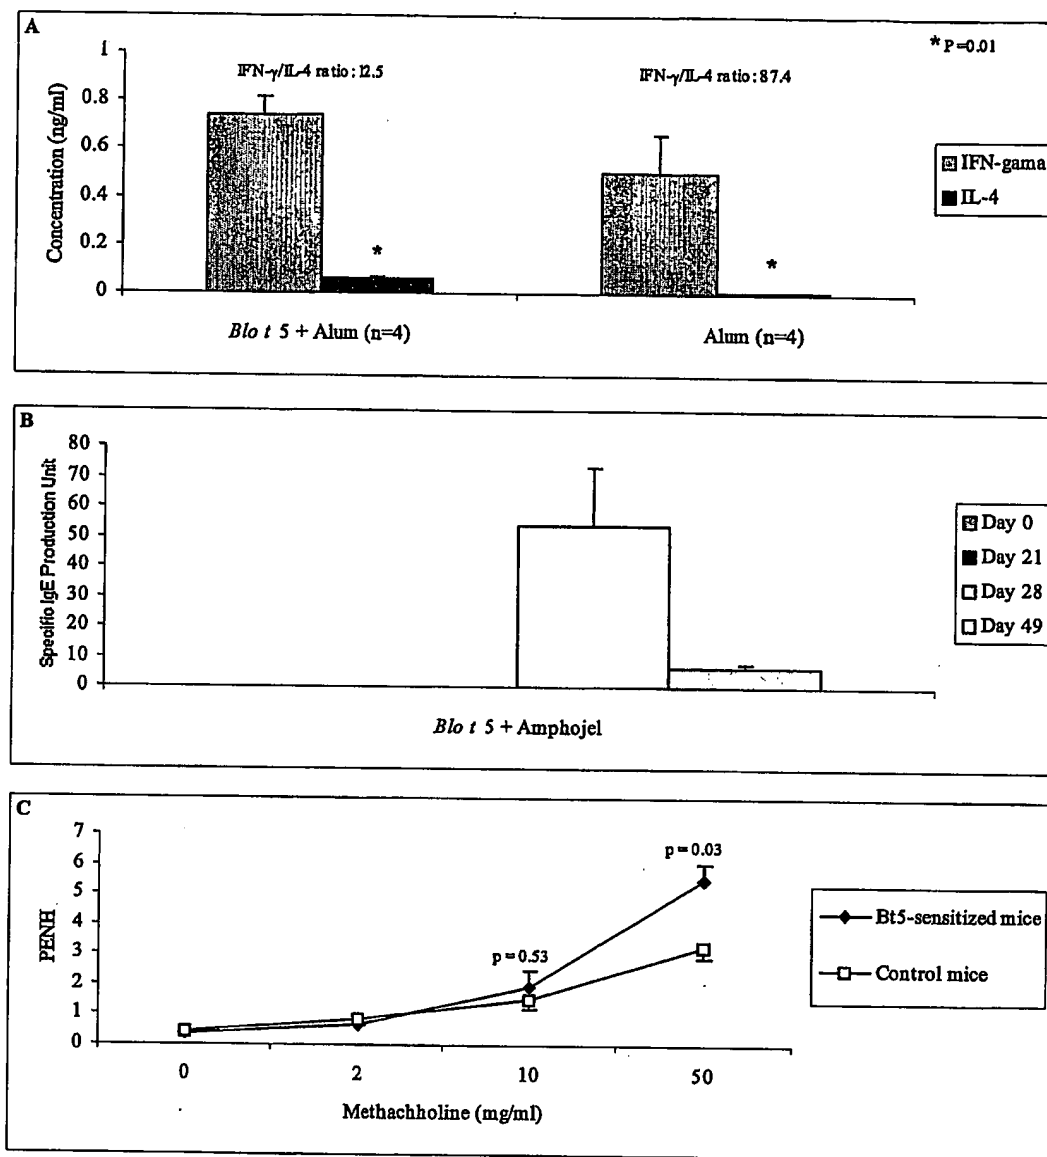 A
* P=0.01
IFN-γ/IL-4 ratio: 12.5
IFN-γ/IL-4 ratio: 87.4
Concentration (ng/ml)
1
0.8
0.6
0.4
0.2
0
*
*
IFN-gama
IL-4
Blo t 5 + Alum (n=4)
Alum (n=4)
B
Specific IgE Production Unit
80
70
60
50
40
30
20
10
0
Day 0
Day 21
Day 28
Day 49
Blo t 5 + Amphojel
C
PENH
7
6
5
4
3
2
1
0
p = 0.03
p = 0.53
Bt5-sensitized mice
Control mice
0 2 10 50
Methachholine (mg/ml)